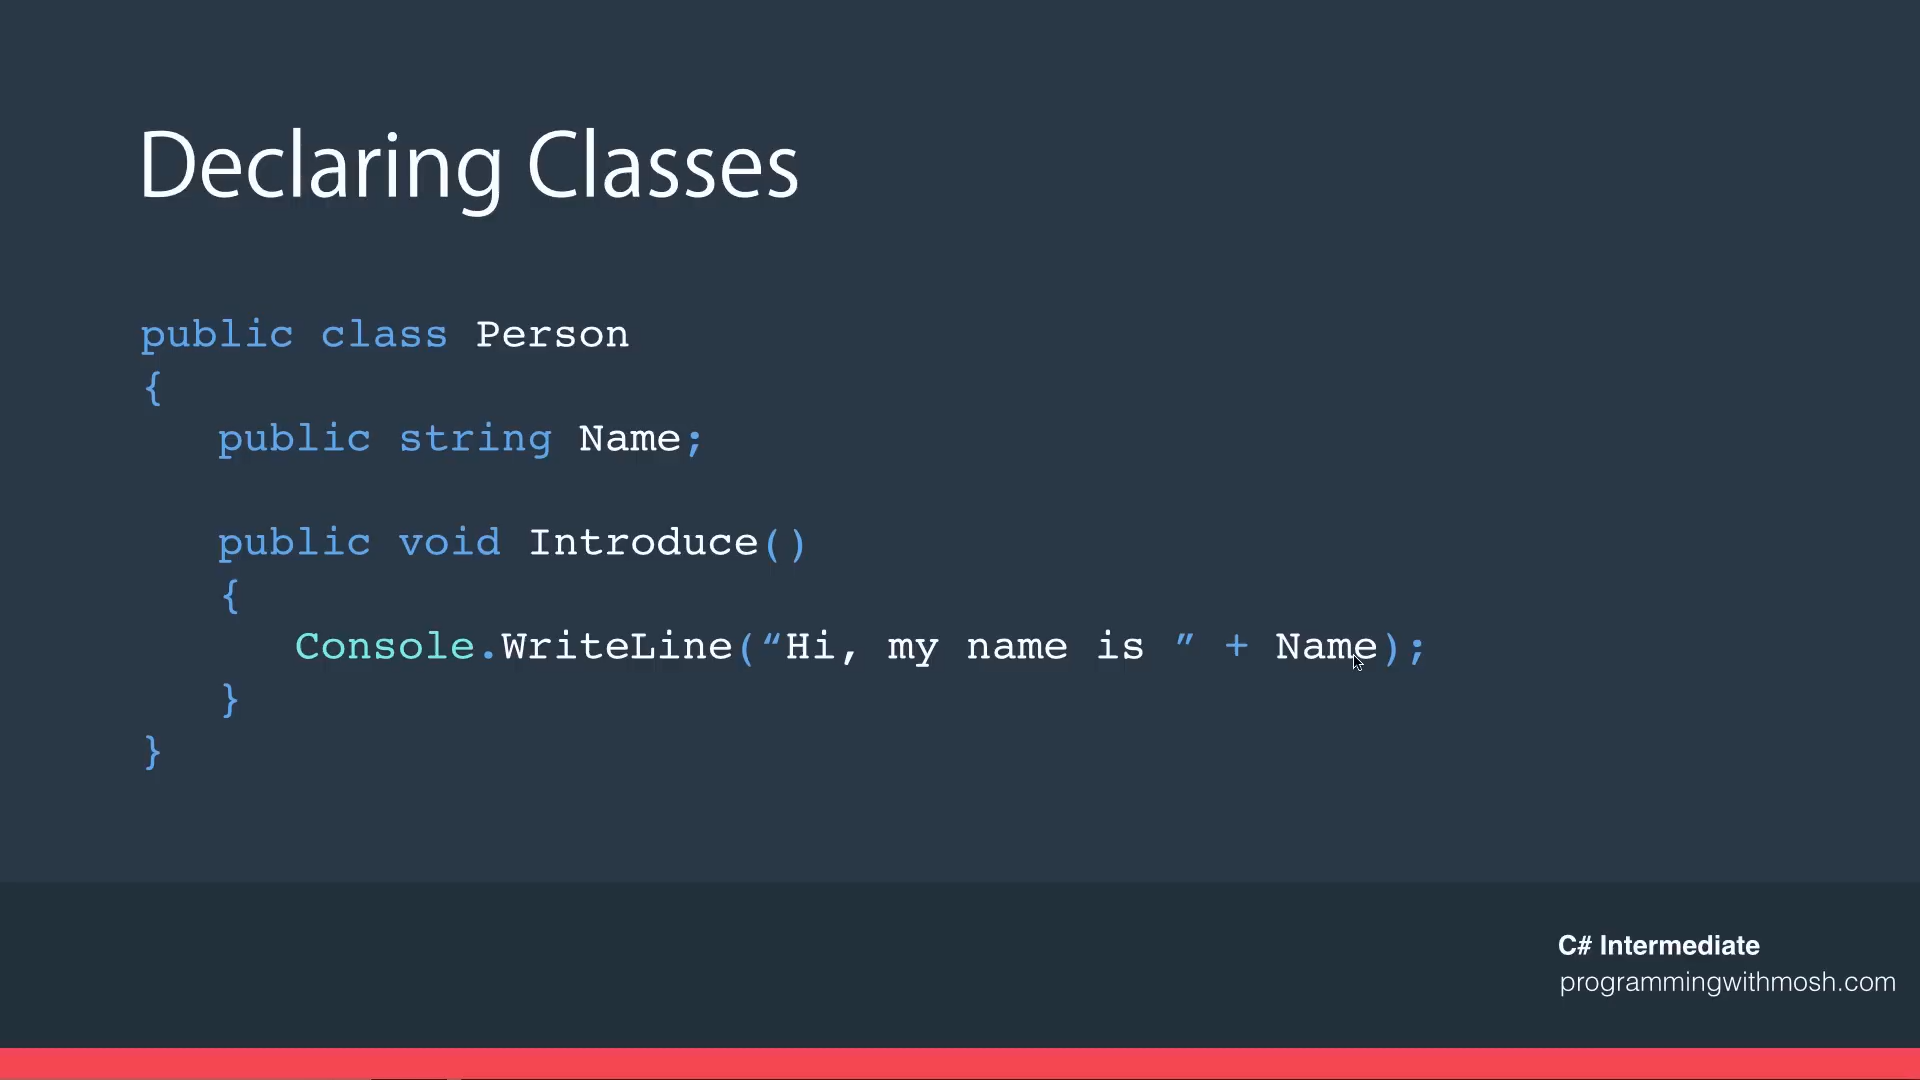 Declaring Classes
public class Person
{
public string Name;
public void Introduce()
{
Console.WriteLine(“Hi, my name is ” + Name);
}
}
C# Intermediate
programmingwithmosh.com